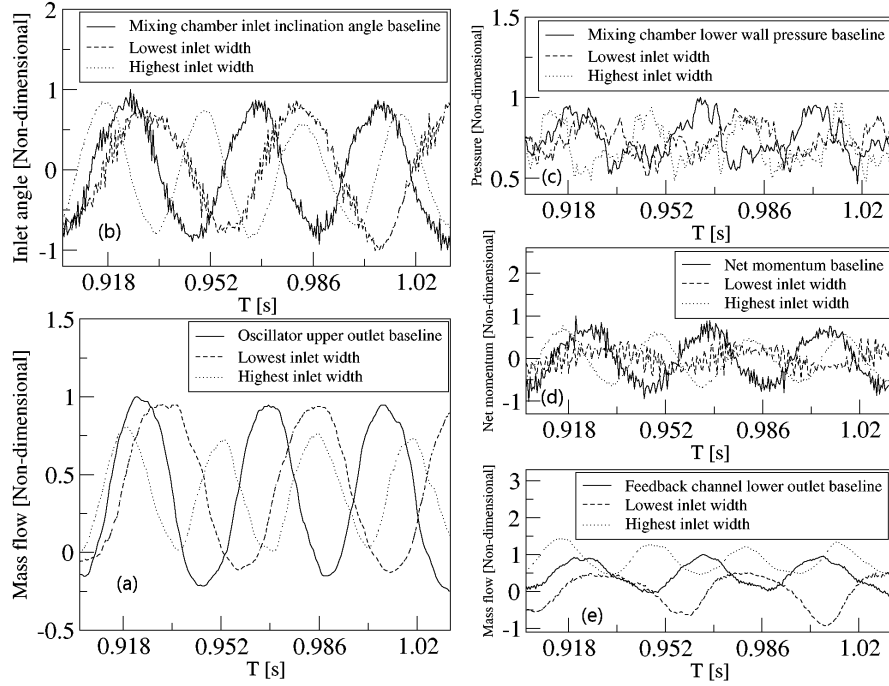 Mixing chamber inlet inclination angle baseline
Lowest inlet width
Highest inlet width
Inlet angle [Non-dimensional]
2
1
0
-1
(b)
0.918 0.952 0.986 1.02
T [s]
Oscillator upper outlet baseline
Lowest inlet width
Highest inlet width
Mass flow [Non-dimensional]
1.5
1
0.5
0
-0.5
(a)
0.918 0.952 0.986 1.02
T [s]
Mixing chamber lower wall pressure baseline
Lowest inlet width
Highest inlet width
Pressure [Non-dimensional]
1.5
1
0.5
(c)
0.918 0.952 0.986 1.02
T [s]
Net momentum baseline
Lowest inlet width
Highest inlet width
Net momentum [Non-dimensional]
2
1
0
-1
(d)
0.918 0.952 0.986 1.02
T [s]
Feedback channel lower outlet baseline
Lowest inlet width
Highest inlet width
Mass flow [Non-dimensional]
3
2
1
0
-1
(e)
0.918 0.952 0.986 1.02
T [s]